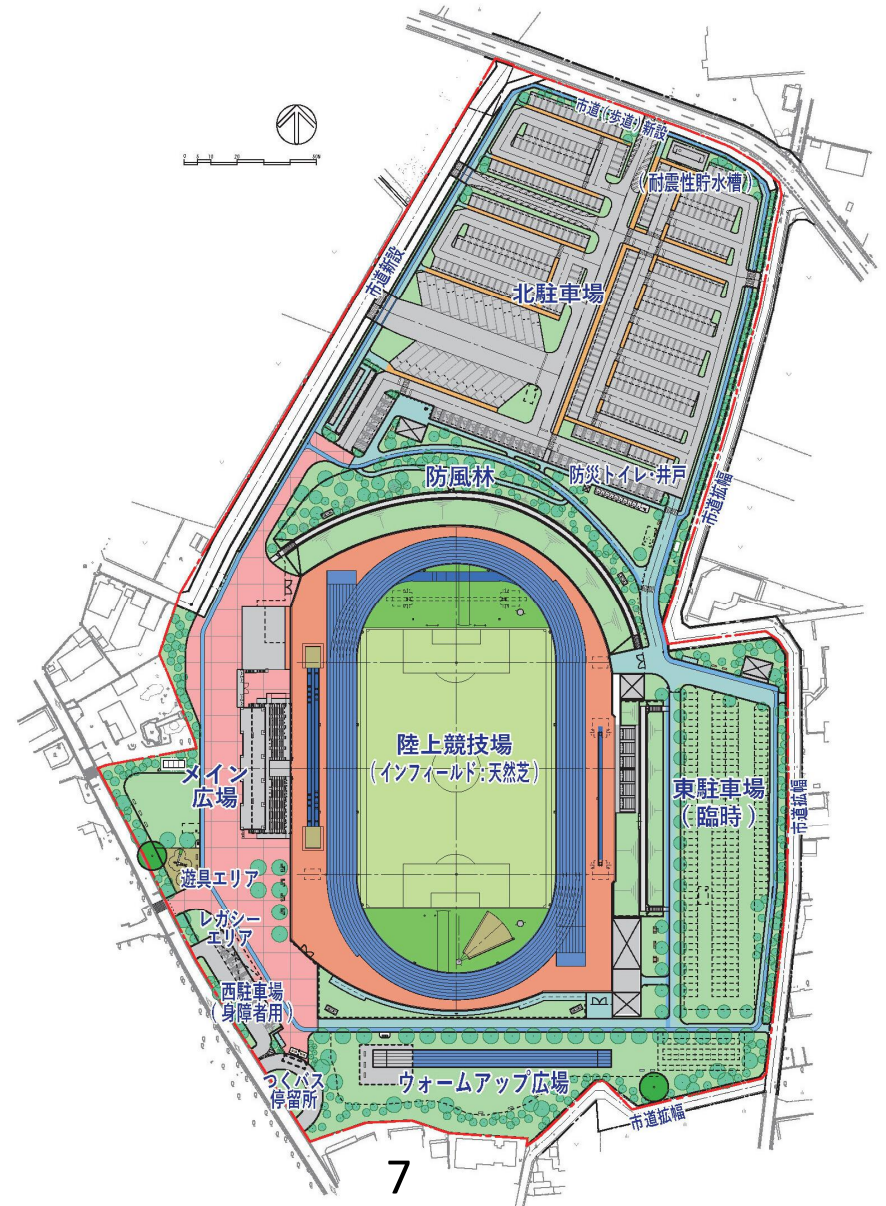 市道(歩道)新設
(耐震性貯水槽)
0 5 10 20 50M
市道新設
北駐車場
防風林
防災トイレ・井戸
市道拡幅
陸上競技場
(インフィールド:天然芝)
メイン
広場
東駐車場
(臨時)
市道拡幅
遊具エリア
レガシー
エリア
西駐車場
(身障者用)
つくバス
停留所
ウォームアップ広場
市道拡幅
7